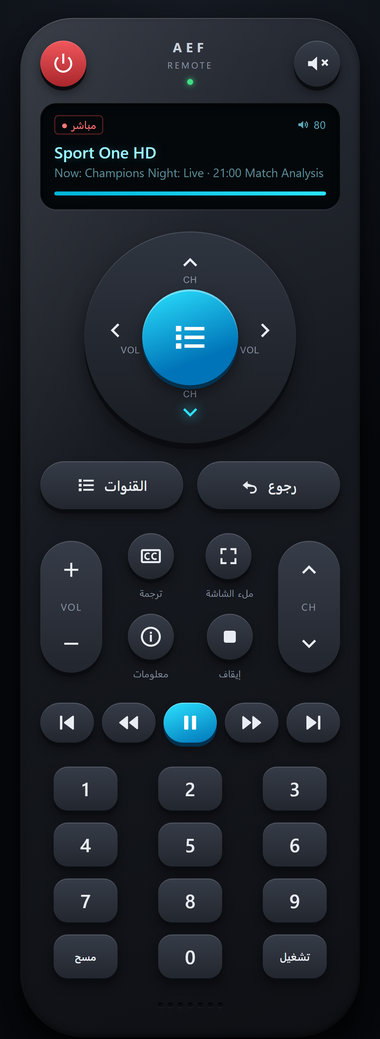 AEF
REMOTE
مباشر
80
Sport One HD
Now: Champions Night: Live · 21:00 Match Analysis
CH
VOL
VOL
CH
القنوات
رجوع
CC
VOL
CH
ترجمة
ملء الشاشة
معلومات
إيقاف
1 2 3
4 5 6
7 8 9
مسح 0 تشغيل